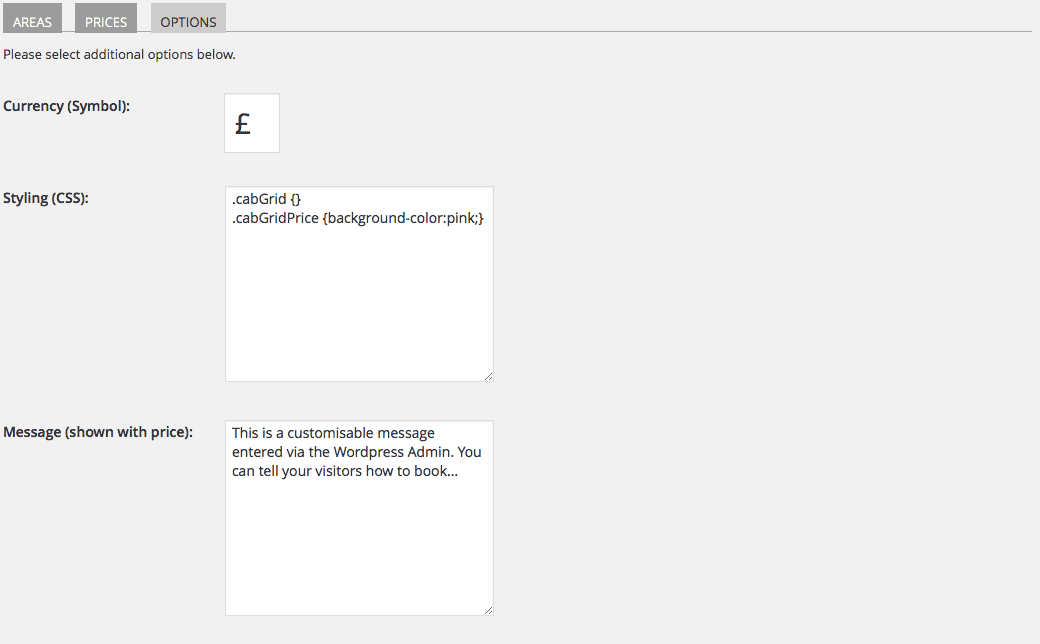 AREAS PRICES OPTIONS
Please select additional options below.
Currency (Symbol):
£
Styling (CSS):
.cabGrid {}
.cabGridPrice {background-color:pink;}
Message (shown with price):
This is a customisable message
entered via the Wordpress Admin. You
can tell your visitors how to book...